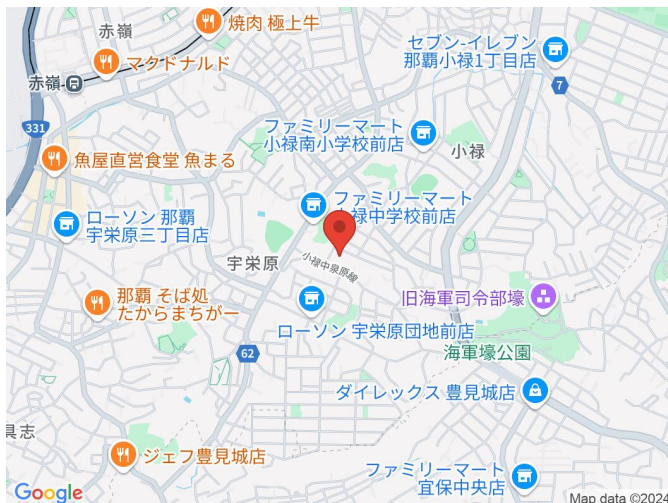 赤嶺
焼肉 極上牛
セブン-イレブン
那覇小禄1丁目店
マクドナルド
赤嶺
7
331
ファミリーマート
小禄南小学校前店
小禄
魚屋直営食堂 魚まる
ファミリーマート
小禄中学校前店
ローソン 那覇
宇栄原三丁目店
宇栄原
小禄中泉原線
旧海軍司令部壕
那覇 そば処
たからまちがー
ローソン 宇栄原団地前店
海軍壕公園
62
ダイレックス 豊見城店
具志
ジェフ豊見城店
ファミリーマート
宜保中央店
Google
Map data ©2024